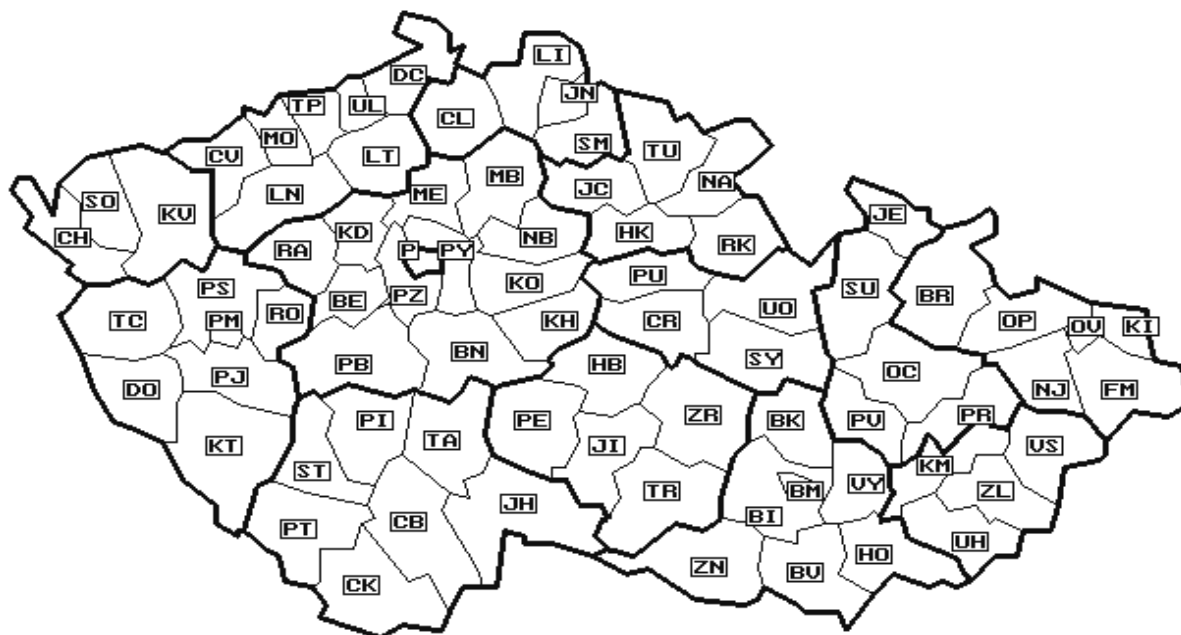 LI
DC
JN
TP
UL
CL
MO
SM
CV
LT
TU
MB
NA
LN
ME
JC
SO
KV
KD
NB
HK
JE
CH
RA
P
PY
RK
PU
KO
PS
BE
PZ
SU
BR
TC
PM
RO
KH
CR
UO
OP
OV
KI
PB
BN
HB
SY
OC
DO
PJ
NJ
FM
PE
ZR
BK
PV
PR
KT
PI
TA
JI
VS
ST
TR
BM
VY
KM
ZL
PT
CB
JH
BI
UH
CK
ZN
BV
HO